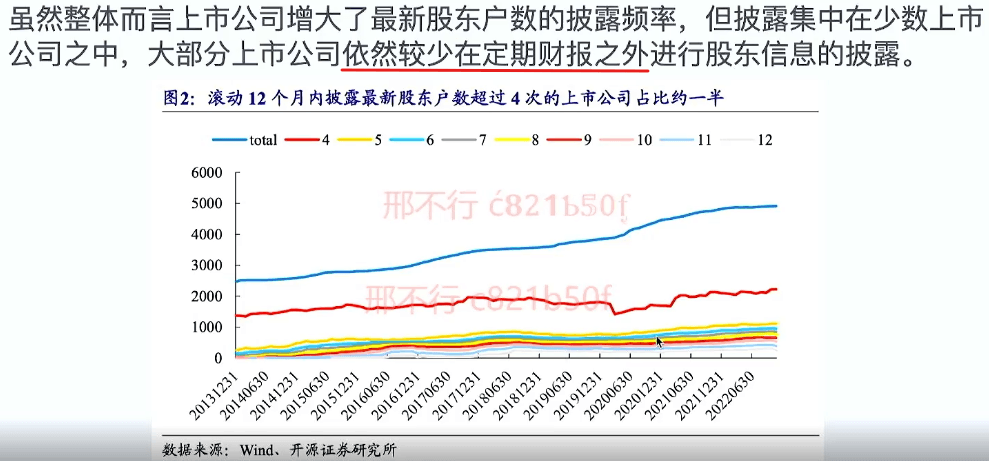 虽然整体而言上市公司增大了最新股东户数的披露频率，但披露集中在少数上市
公司之中，大部分上市公司依然较少在定期财报之外进行股东信息的披露。
图2：滚动12个月内披露最新股东户数超过4次的上市公司占比约一半
total 4 5 6 7 8 9 10 11 12
6000
5000
4000
3000
2000
1000
0
邢不行
邢不行 c821b50f
20131231 20140630 20141231 20150630 20151231 20160630 20161231 20170630 20171231 20180630 20181231 20190630 20191231 20200630 20201231 20210630 20211231 20220630
数据来源：Wind、开源证券研究所